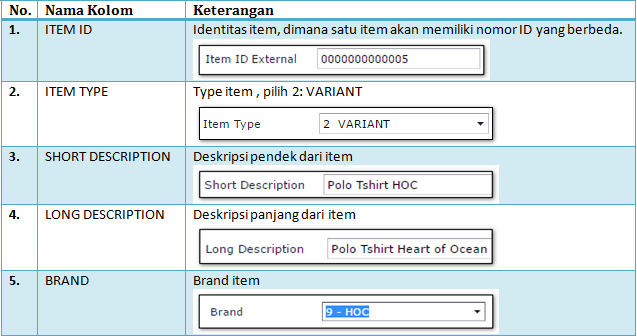 No. Nama Kolom Keterangan
1. ITEM ID Identitas item, dimana satu item akan memiliki nomor ID yang berbeda.
Item ID External 0000000000005
2. ITEM TYPE Type item , pilih 2: VARIANT
Item Type 2 VARIANT
3. SHORT DESCRIPTION Deskripsi pendek dari item
Short Description Polo Tshirt HOC
4. LONG DESCRIPTION Deskripsi panjang dari item
Long Description Polo Tshirt Heart of Ocean
5. BRAND Brand item
Brand 9 - HOC